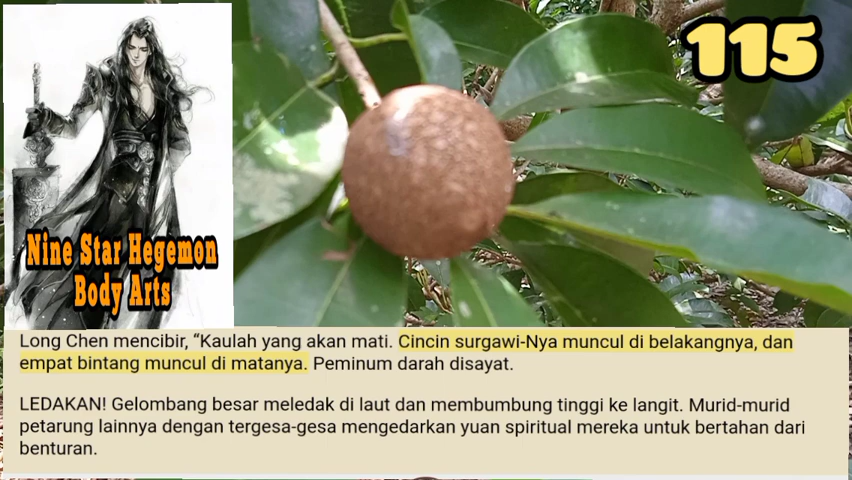 115
Nine Star Hegemon
Body Arts
Long Chen mencibir, “Kaulah yang akan mati. Cincin surgawi-Nya muncul di belakangnya, dan
empat bintang muncul di matanya. Peminum darah disayat.
LEDAKAN! Gelombang besar meledak di laut dan membumbung tinggi ke langit. Murid-murid
petarung lainnya dengan tergesa-gesa mengedarkan yuan spiritual mereka untuk bertahan dari
benturan.